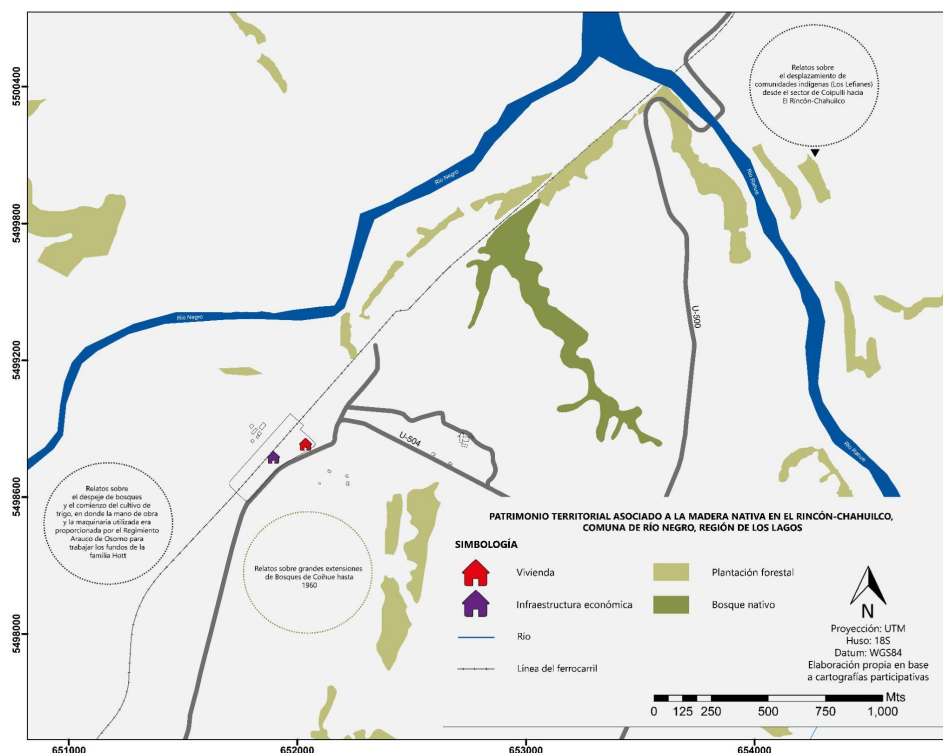 5500400
5499800
5499200
5498600
5498000
Relatos sobre
el desplazamiento de
comunidades indígenas (Los Lefianes)
desde el sector de Coipulli hacia
El Rincón-Chahuilco
Río Negro
Río Rahue
Río Negro
U-500
U-504
Río Rahue
Relatos sobre
el despeje de bosques
y el comienzo del cultivo de
trigo, en donde la mano de obra
y la maquinaria utilizada era
proporcionada por el Regimiento
Arauco de Osorno para
trabajar los fundos de la
familia Hott
Relatos sobre grandes extensiones
de Bosques de Coihue hasta
1960
PATRIMONIO TERRITORIAL ASOCIADO A LA MADERA NATIVA EN EL RINCÓN-CHAHUILCO,
COMUNA DE RÍO NEGRO, REGIÓN DE LOS LAGOS
SIMBOLOGÍA
Vivienda
Infraestructura económica
Río
Línea del ferrocarril
Plantación forestal
Bosque nativo
N
Proyección: UTM
Huso: 18S
Datum: WGS84
Elaboración propia en base
a cartografías participativas
Mts
0 125 250 500 750 1,000
651000 652000 653000 654000